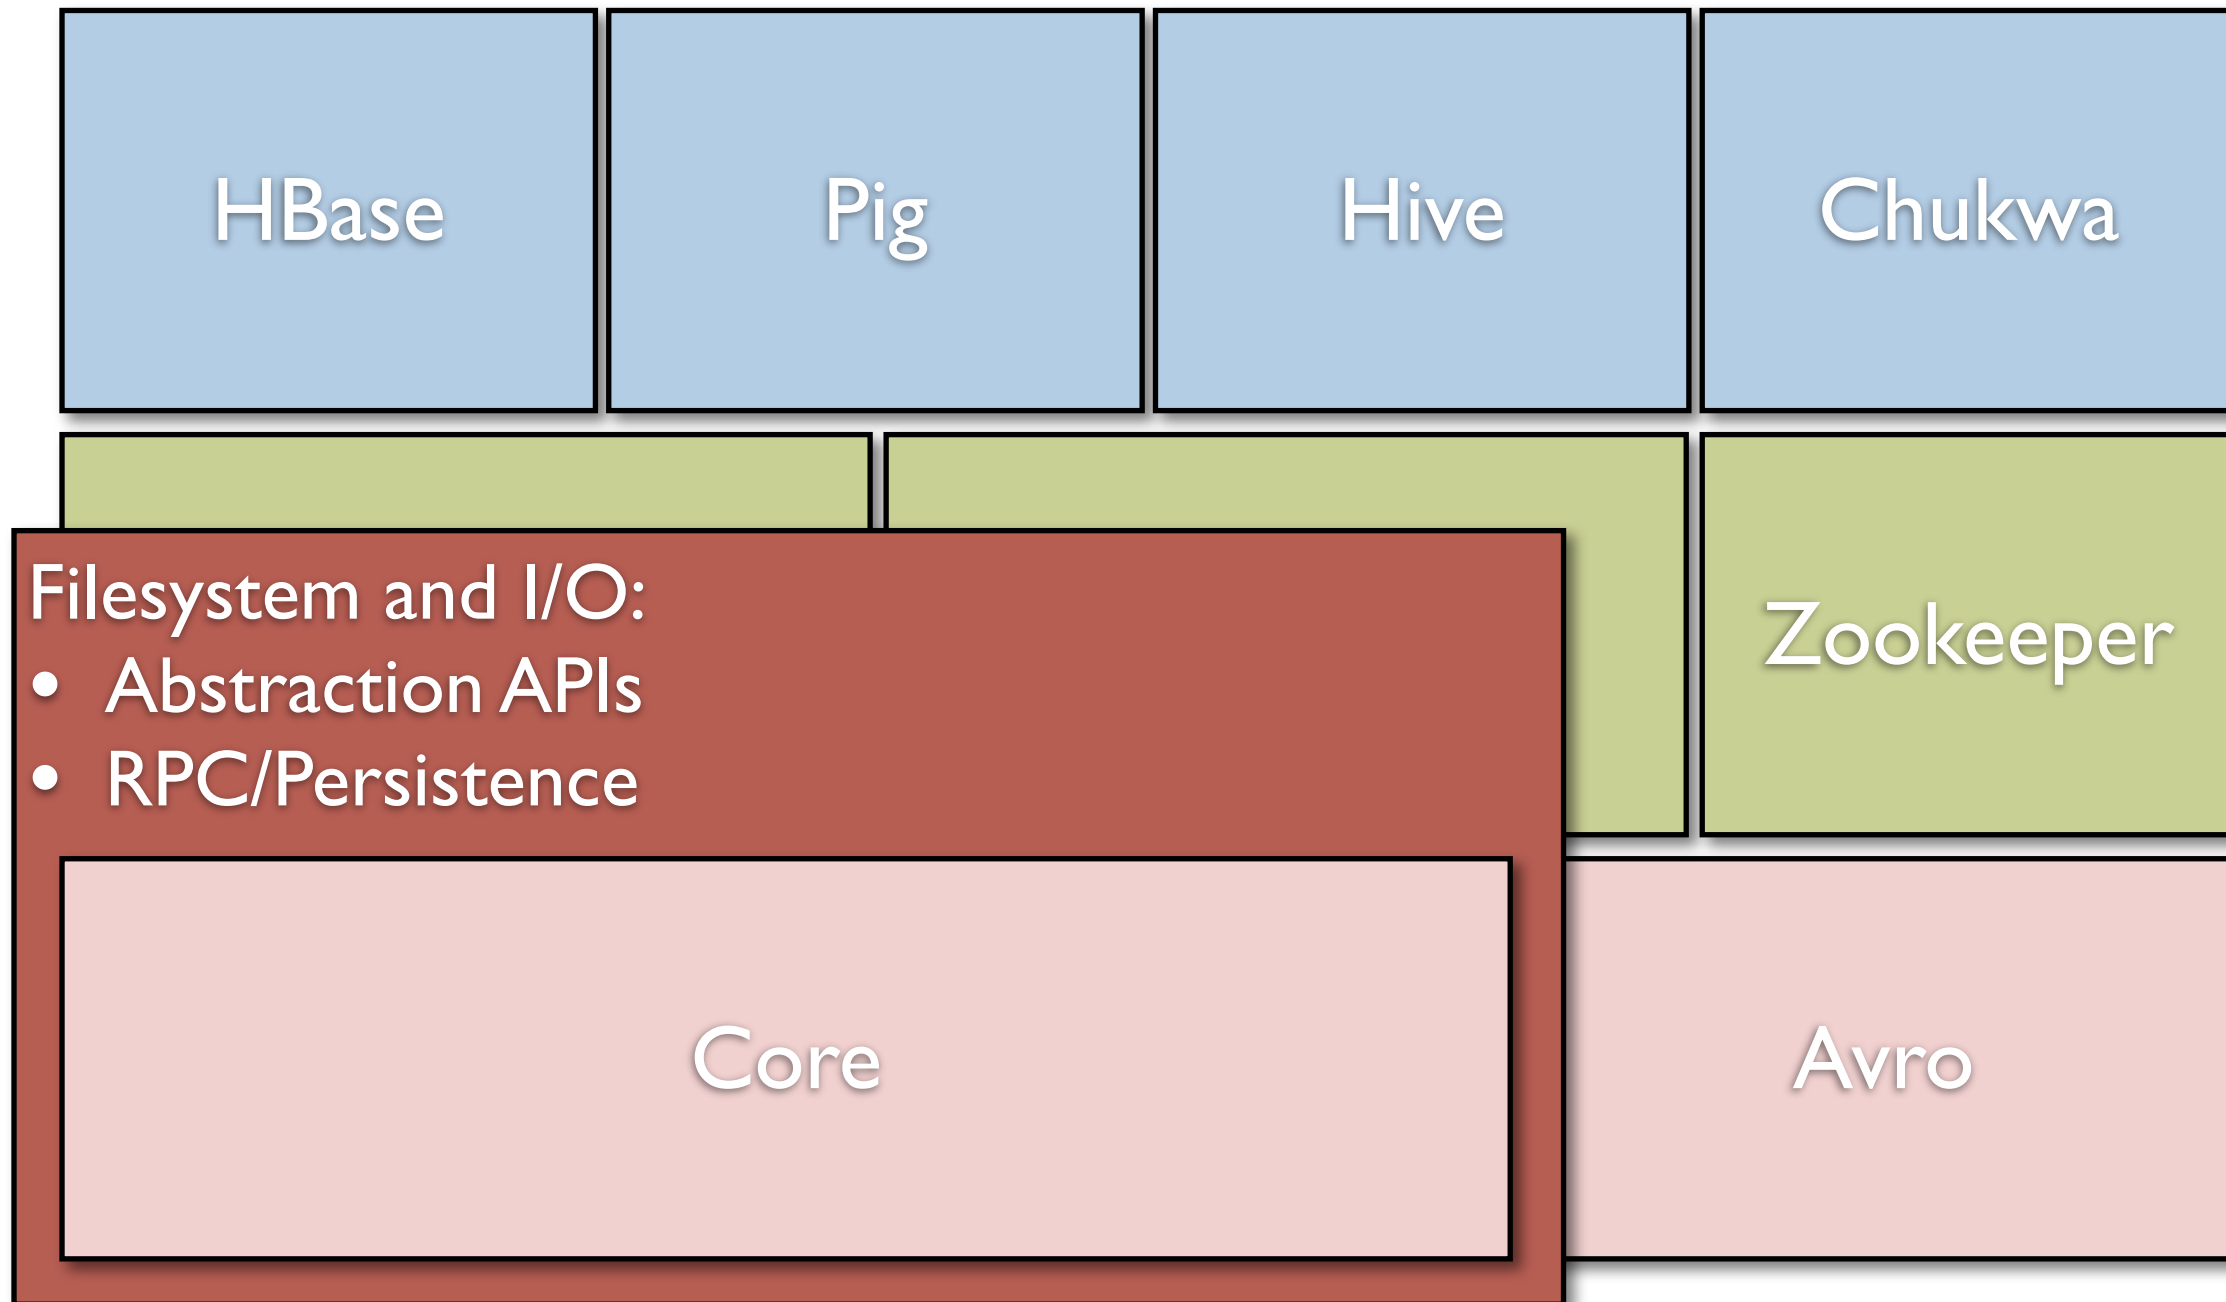 HBase Pig Hive Chukwa
Filesystem and I/O:
• Abstraction APIs
• RPC/Persistence
Zookeeper
Core Avro